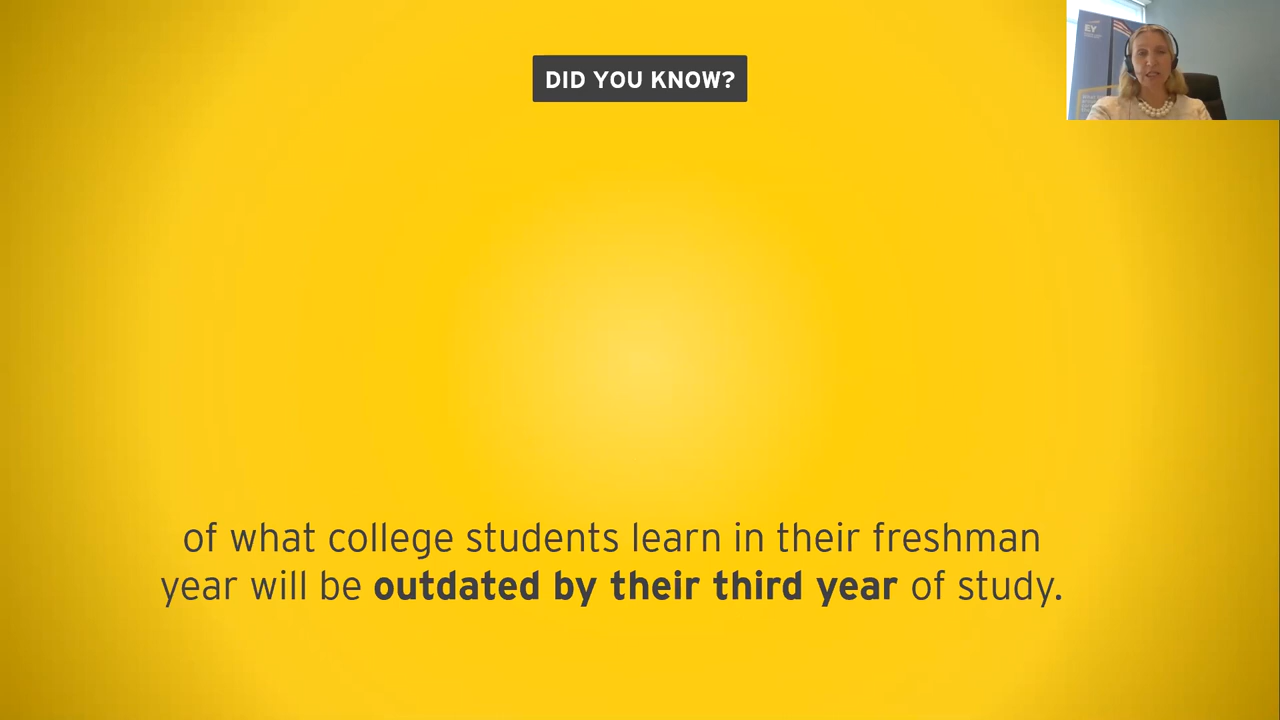 DID YOU KNOW?
EY
of what college students learn in their freshman
year will be outdated by their third year of study.